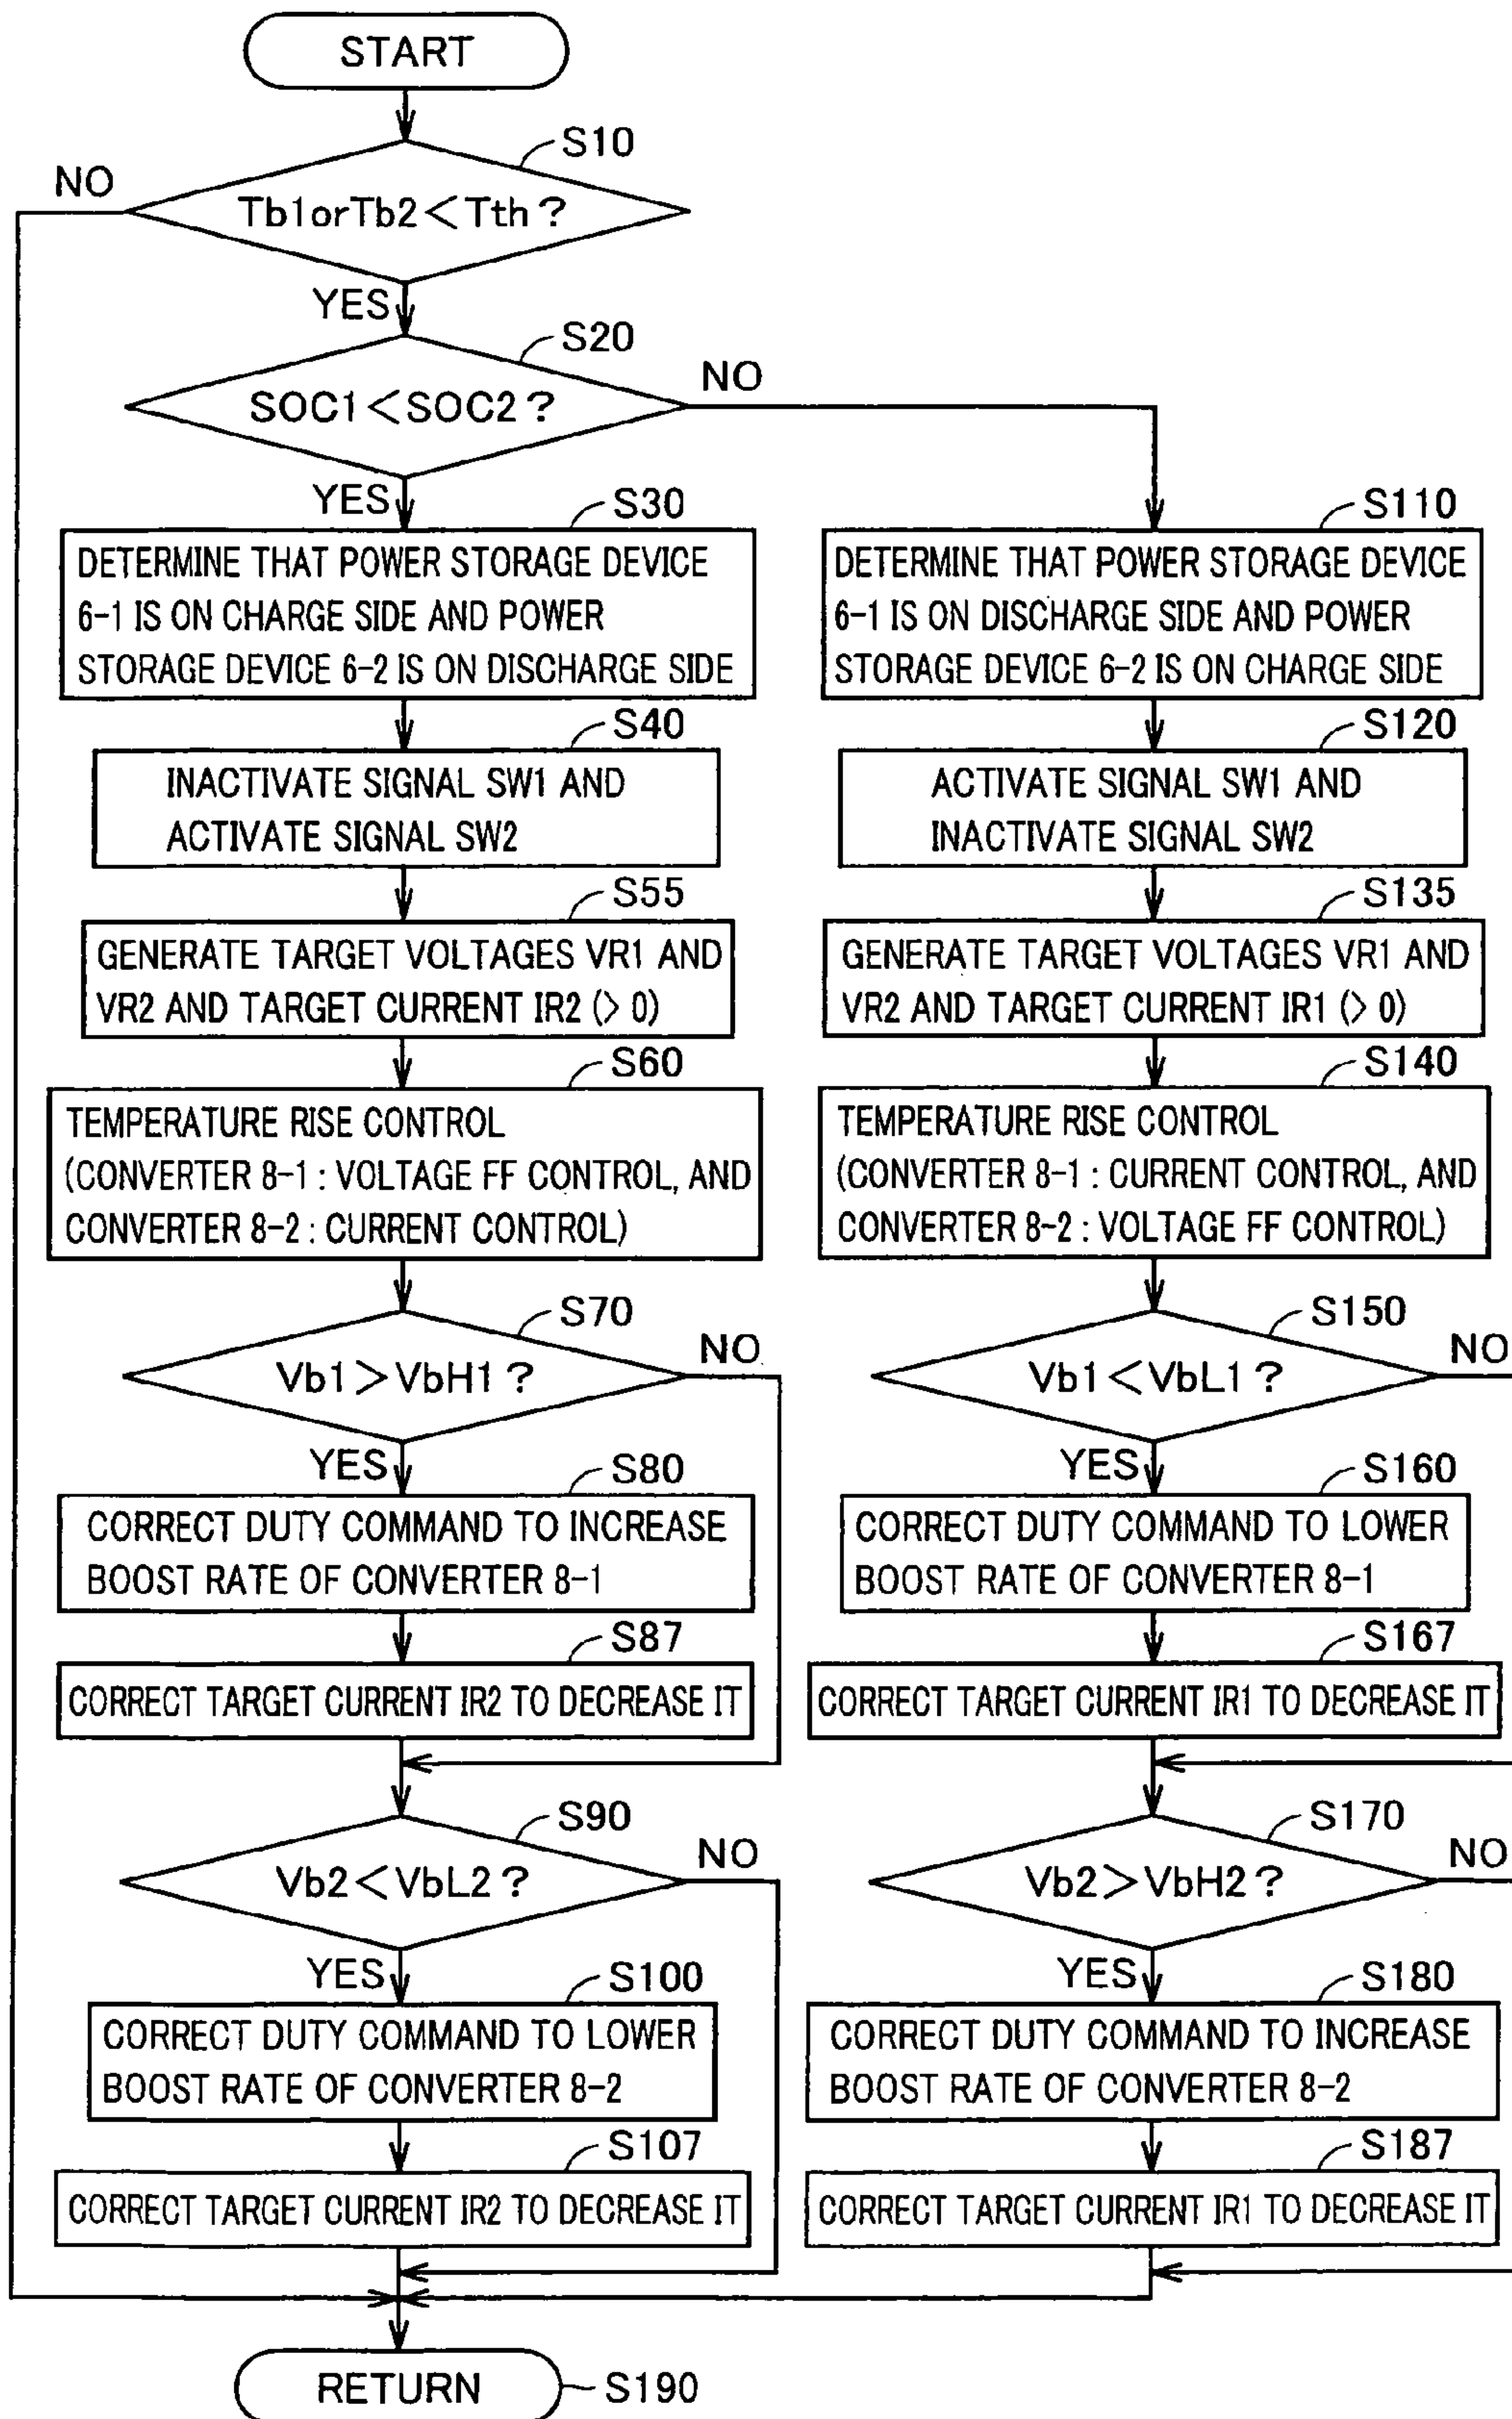 START
S10
NO
Tb1orTb2<Tth?
YES
S20
NO
SOC1<SOC2?
YES
S30
DETERMINE THAT POWER STORAGE DEVICE
6-1 IS ON CHARGE SIDE AND POWER
STORAGE DEVICE 6-2 IS ON DISCHARGE SIDE
S40
INACTIVATE SIGNAL SW1 AND
ACTIVATE SIGNAL SW2
S55
GENERATE TARGET VOLTAGES VR1 AND
VR2 AND TARGET CURRENT IR2 (> 0)
S60
TEMPERATURE RISE CONTROL
(CONVERTER 8-1 : VOLTAGE FF CONTROL, AND
CONVERTER 8-2 : CURRENT CONTROL)
S70
NO
Vb1>VbH1?
YES
S80
CORRECT DUTY COMMAND TO INCREASE
BOOST RATE OF CONVERTER 8-1
S87
CORRECT TARGET CURRENT IR2 TO DECREASE IT
S90
NO
Vb2<VbL2?
YES
S100
CORRECT DUTY COMMAND TO LOWER
BOOST RATE OF CONVERTER 8-2
S107
CORRECT TARGET CURRENT IR2 TO DECREASE IT
S110
DETERMINE THAT POWER STORAGE DEVICE
6-1 IS ON DISCHARGE SIDE AND POWER
STORAGE DEVICE 6-2 IS ON CHARGE SIDE
S120
ACTIVATE SIGNAL SW1 AND
INACTIVATE SIGNAL SW2
S135
GENERATE TARGET VOLTAGES VR1 AND
VR2 AND TARGET CURRENT IR1 (> 0)
S140
TEMPERATURE RISE CONTROL
(CONVERTER 8-1 : CURRENT CONTROL, AND
CONVERTER 8-2 : VOLTAGE FF CONTROL)
S150
NO
Vb1<VbL1?
YES
S160
CORRECT DUTY COMMAND TO LOWER
BOOST RATE OF CONVERTER 8-1
S167
CORRECT TARGET CURRENT IR1 TO DECREASE IT
S170
NO
Vb2>VbH2?
YES
S180
CORRECT DUTY COMMAND TO INCREASE
BOOST RATE OF CONVERTER 8-2
S187
CORRECT TARGET CURRENT IR1 TO DECREASE IT
RETURN
S190